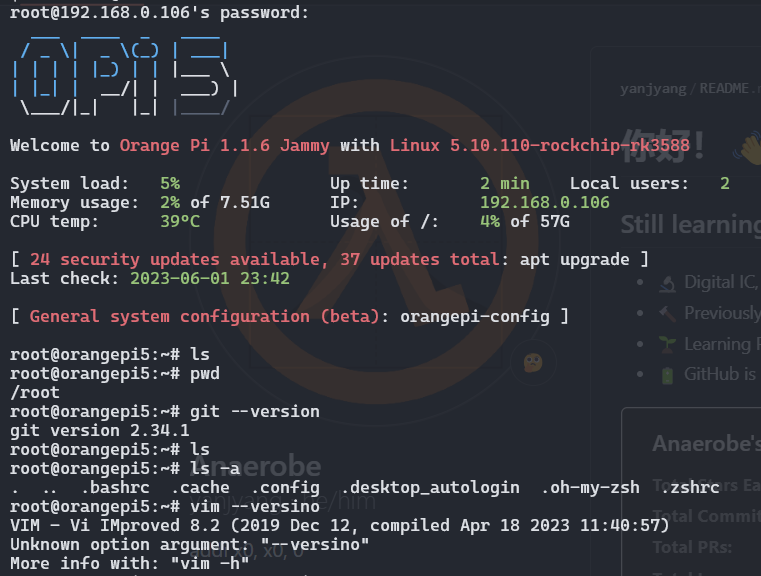 root@192.168.0.106's password:
OPI5
Welcome to Orange Pi 1.1.6 Jammy with Linux 5.10.110-rockchip-rk3588
System load:   5%                Up time:       2 min    Local users:   2
Memory usage:  2% of 7.51G      IP:            192.168.0.106
CPU temp:      39°C             Usage of /:    4% of 57G
[ 24 security updates available, 37 updates total: apt upgrade ]
Last check: 2023-06-01 23:42
[ General system configuration (beta): orangepi-config ]
root@orangepi5:~# ls
root@orangepi5:~# pwd
/root
root@orangepi5:~# git --version
git version 2.34.1
root@orangepi5:~# ls
root@orangepi5:~# ls -a
.  ..  .bashrc  .cache  .config  .desktop_autologin  .oh-my-zsh  .zshrc
root@orangepi5:~# vim --versino
VIM - Vi IMproved 8.2 (2019 Dec 12, compiled Apr 18 2023 11:40:57)
Unknown option argument: "--versino"
More info with: "vim -h"
yanjyang / README
你好！
Still learning
Digital IC,
Previously
Learning
GitHub is
Anaerobe's
Total Stars
Total
Total PRs:
Anaerobe
yanjyang
x0, x0, 0